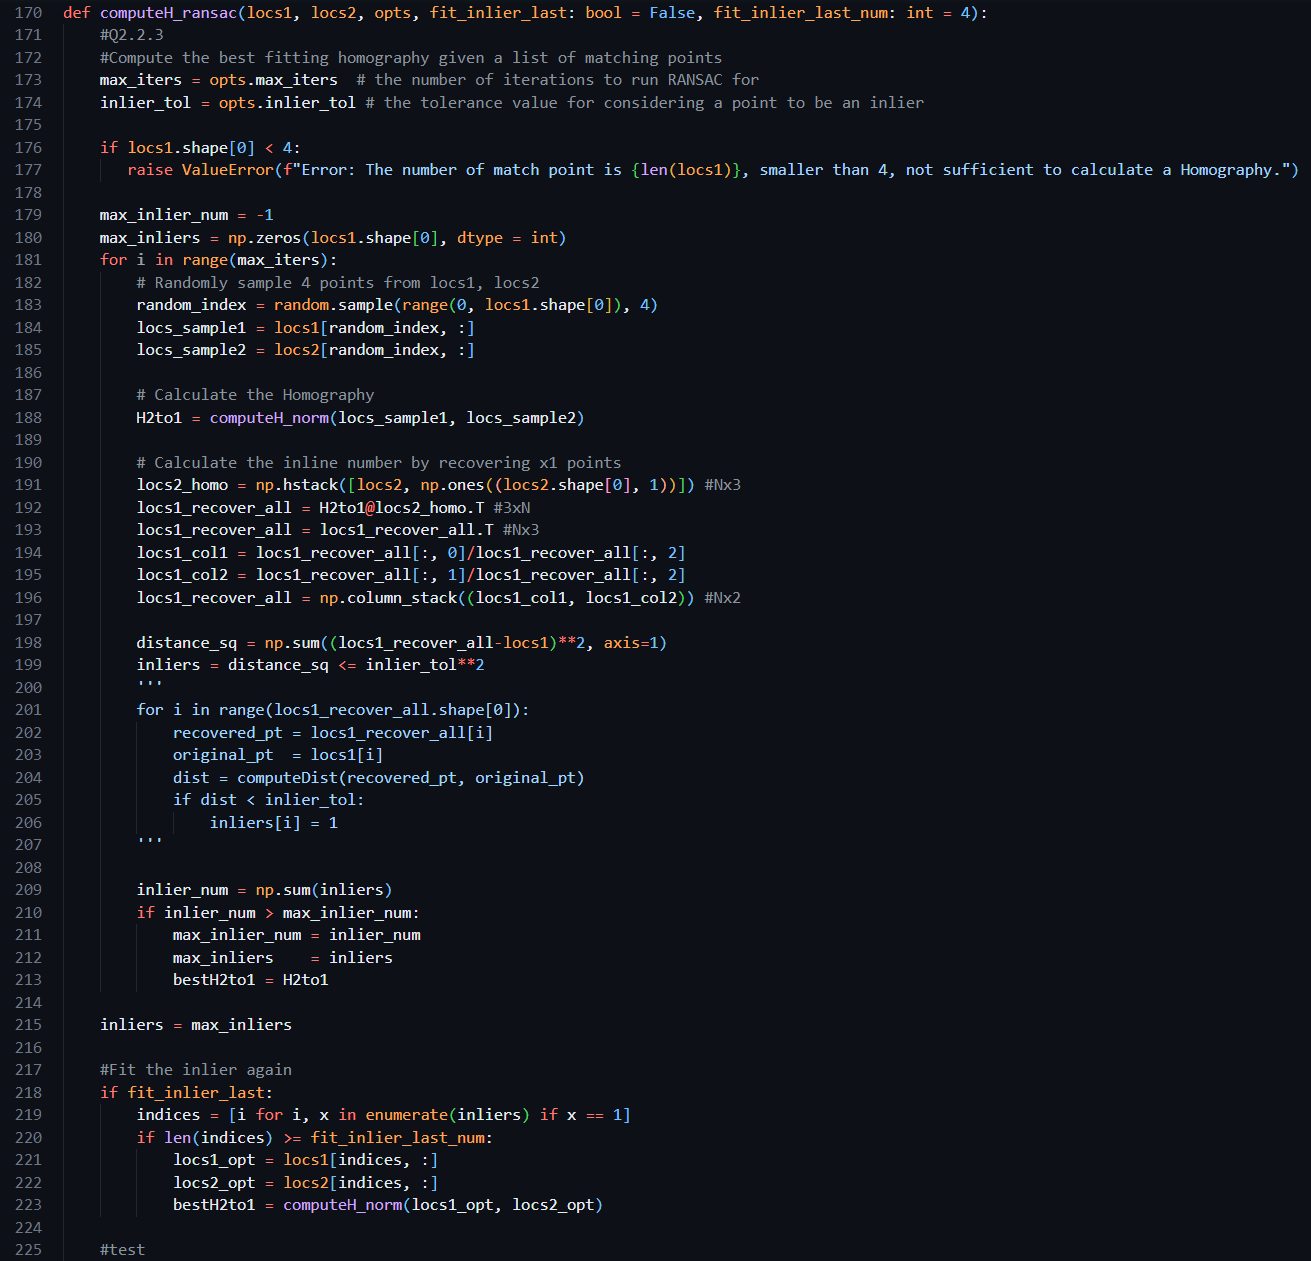 170 def computeH_ransac(locs1, locs2, opts, fit_inlier_last: bool = False, fit_inlier_last_num: int = 4):
171     #Q2.2.3
172     #Compute the best fitting homography given a list of matching points
173     max_iters = opts.max_iters  # the number of iterations to run RANSAC for
174     inlier_tol = opts.inlier_tol # the tolerance value for considering a point to be an inlier
175
176     if locs1.shape[0] < 4:
177        raise ValueError(f"Error: The number of match point is {len(locs1)}, smaller than 4, not sufficient to calculate a Homography.")
178
179     max_inlier_num = -1
180     max_inliers = np.zeros(locs1.shape[0], dtype = int)
181     for i in range(max_iters):
182         # Randomly sample 4 points from locs1, locs2
183         random_index = random.sample(range(0, locs1.shape[0]), 4)
184         locs_sample1 = locs1[random_index, :]
185         locs_sample2 = locs2[random_index, :]
186
187         # Calculate the Homography
188         H2to1 = computeH_norm(locs_sample1, locs_sample2)
189
190         # Calculate the inline number by recovering x1 points
191         locs2_homo = np.hstack([locs2, np.ones((locs2.shape[0], 1))]) #Nx3
192         locs1_recover_all = H2to1@locs2_homo.T #3xN
193         locs1_recover_all = locs1_recover_all.T #Nx3
194         locs1_col1 = locs1_recover_all[:, 0]/locs1_recover_all[:, 2]
195         locs1_col2 = locs1_recover_all[:, 1]/locs1_recover_all[:, 2]
196         locs1_recover_all = np.column_stack((locs1_col1, locs1_col2)) #Nx2
197
198         distance_sq = np.sum((locs1_recover_all-locs1)**2, axis=1)
199         inliers = distance_sq <= inlier_tol**2
200         '''
201         for i in range(locs1_recover_all.shape[0]):
202             recovered_pt = locs1_recover_all[i]
203             original_pt  = locs1[i]
204             dist = computeDist(recovered_pt, original_pt)
205             if dist < inlier_tol:
206                 inliers[i] = 1
207         '''
208
209         inlier_num = np.sum(inliers)
210         if inlier_num > max_inlier_num:
211             max_inlier_num = inlier_num
212             max_inliers    = inliers
213             bestH2to1 = H2to1
214
215     inliers = max_inliers
216
217     #Fit the inlier again
218     if fit_inlier_last:
219         indices = [i for i, x in enumerate(inliers) if x == 1]
220         if len(indices) >= fit_inlier_last_num:
221             locs1_opt = locs1[indices, :]
222             locs2_opt = locs2[indices, :]
223             bestH2to1 = computeH_norm(locs1_opt, locs2_opt)
224
225     #test